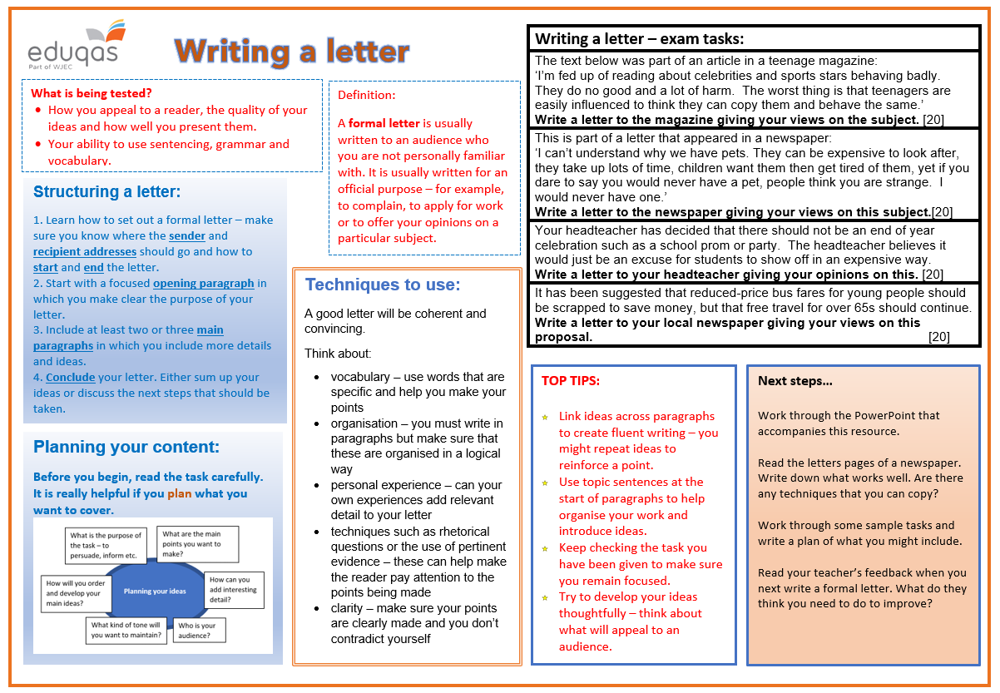 eduqas
Part of WJEC
Writing a letter
What is being tested?
• How you appeal to a reader, the quality of your
ideas and how well you present them.
• Your ability to use sentencing, grammar and
vocabulary.
Definition:
A formal letter is usually
written to an audience who
you are not personally familiar
with. It is usually written for an
official purpose – for example,
to complain, to apply for work
or to offer your opinions on a
particular subject.
Structuring a letter:
1. Learn how to set out a formal letter – make
sure you know where the sender and
recipient addresses should go and how to
start and end the letter.
2. Start with a focused opening paragraph in
which you make clear the purpose of your
letter.
3. Include at least two or three main
paragraphs in which you include more details
and ideas.
4. Conclude your letter. Either sum up your
ideas or discuss the next steps that should be
taken.
Planning your content:
Before you begin, read the task carefully.
It is really helpful if you plan what you
want to cover.
What is the purpose of
the task – to
persuade, inform etc.
What are the main
points you want to
make?
How will you order
and develop your
main ideas?
Planning your ideas
How can you
add interesting
detail?
What kind of tone will
you want to maintain?
Who is your
audience?
Techniques to use:
A good letter will be coherent and
convincing.
Think about:
• vocabulary – use words that are
specific and help you make your
points
• organisation – you must write in
paragraphs but make sure that
these are organised in a logical
way
• personal experience – can your
own experiences add relevant
detail to your letter
• techniques such as rhetorical
questions or the use of pertinent
evidence – these can help make
the reader pay attention to the
points being made
• clarity – make sure your points
are clearly made and you don’t
contradict yourself
Writing a letter – exam tasks:
The text below was part of an article in a teenage magazine:
‘I’m fed up of reading about celebrities and sports stars behaving badly.
They do no good and a lot of harm. The worst thing is that teenagers are
easily influenced to think they can copy them and behave the same.’
Write a letter to the magazine giving your views on the subject. [20]
This is part of a letter that appeared in a newspaper:
‘I can’t understand why we have pets. They can be expensive to look after,
they take up lots of time, children want them then get tired of them, yet if you
dare to say you would never have a pet, people think you are strange. I
would never have one.’
Write a letter to the newspaper giving your views on this subject.[20]
Your headteacher has decided that there should not be an end of year
celebration such as a school prom or party. The headteacher believes it
would just be an excuse for students to show off in an expensive way.
Write a letter to your headteacher giving your opinions on this. [20]
It has been suggested that reduced-price bus fares for young people should
be scrapped to save money, but that free travel for over 65s should continue.
Write a letter to your local newspaper giving your views on this
proposal. [20]
TOP TIPS:
Link ideas across paragraphs
to create fluent writing – you
might repeat ideas to
reinforce a point.
Use topic sentences at the
start of paragraphs to help
organise your work and
introduce ideas.
Keep checking the task you
have been given to make sure
you remain focused.
Try to develop your ideas
thoughtfully – think about
what will appeal to an
audience.
Next steps…
Work through the PowerPoint that
accompanies this resource.
Read the letters pages of a newspaper.
Write down what works well. Are there
any techniques that you can copy?
Work through some sample tasks and
write a plan of what you might include.
Read your teacher’s feedback when you
next write a formal letter. What do they
think you need to do to improve?